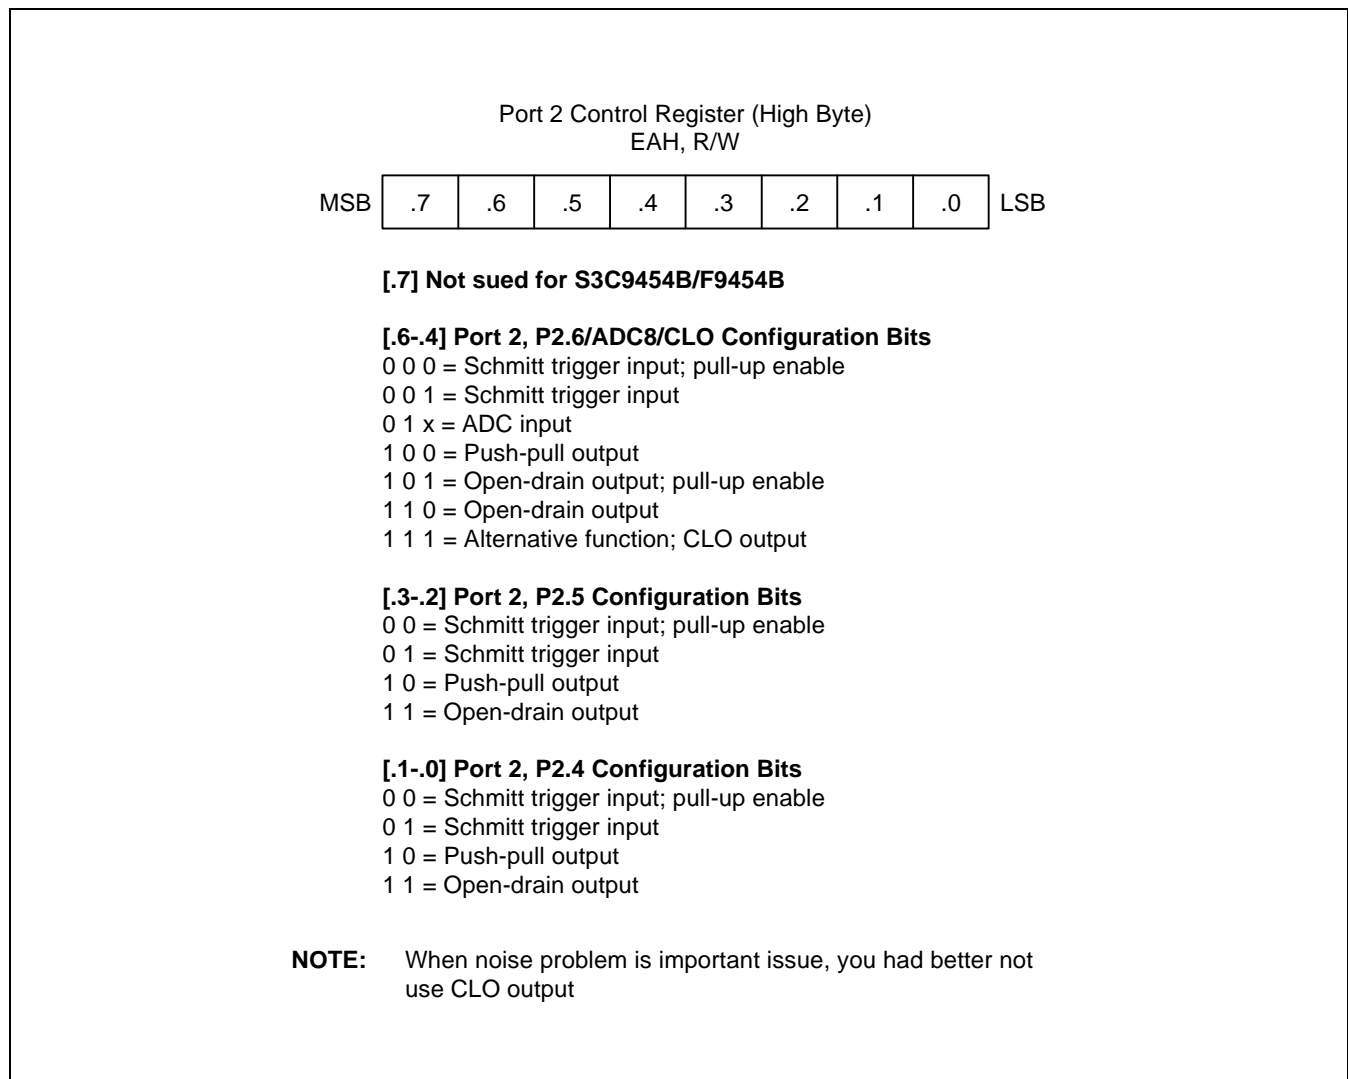 Port 2 Control Register (High Byte)
EAH, R/W
MSB .7 .6 .5 .4 .3 .2 .1 .0 LSB
[.7] Not sued for S3C9454B/F9454B
[.6-.4] Port 2, P2.6/ADC8/CLO Configuration Bits
0 0 0 = Schmitt trigger input; pull-up enable
0 0 1 = Schmitt trigger input
0 1 x = ADC input
1 0 0 = Push-pull output
1 0 1 = Open-drain output; pull-up enable
1 1 0 = Open-drain output
1 1 1 = Alternative function; CLO output
[.3-.2] Port 2, P2.5 Configuration Bits
0 0 = Schmitt trigger input; pull-up enable
0 1 = Schmitt trigger input
1 0 = Push-pull output
1 1 = Open-drain output
[.1-.0] Port 2, P2.4 Configuration Bits
0 0 = Schmitt trigger input; pull-up enable
0 1 = Schmitt trigger input
1 0 = Push-pull output
1 1 = Open-drain output
NOTE: When noise problem is important issue, you had better not
use CLO output